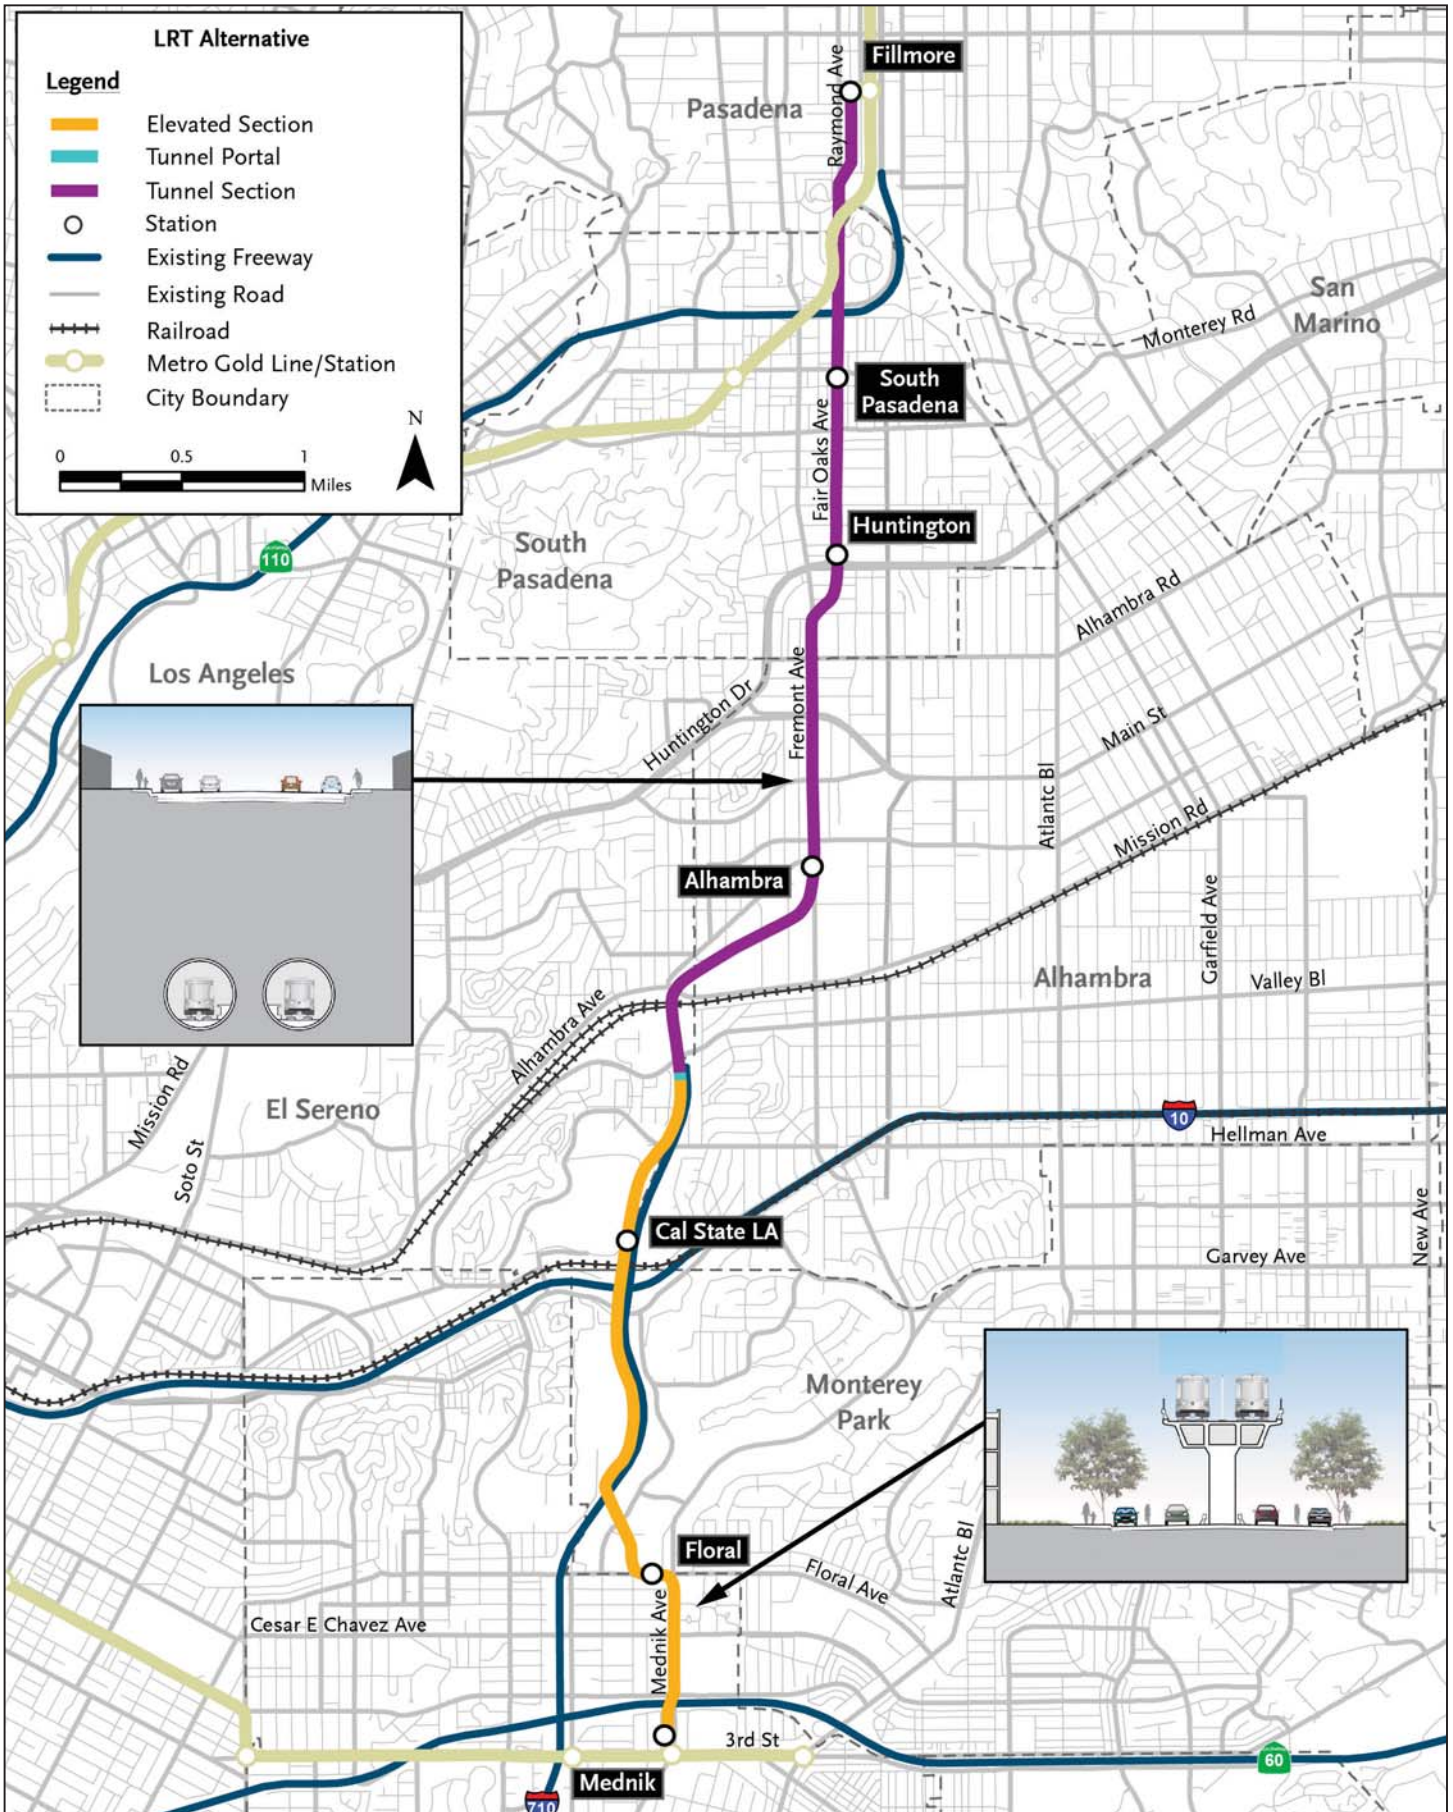 LRT Alternative
Legend
Elevated Section
Tunnel Portal
Tunnel Section
Station
Existing Freeway
Existing Road
Railroad
Metro Gold Line/Station
City Boundary
N
0 0.5 1
Miles
Fillmore
Raymond Ave
Pasadena
San
Marino
Monterey Rd
South
Pasadena
Fair Oaks Ave
Huntington
110
South
Pasadena
Alhambra Rd
Los Angeles
Fremont Ave
Huntington Dr
Main St
Atlantc Bl
Mission Rd
Alhambra
Garfield Ave
Alhambra
Valley Bl
Alhambra Ave
Mission Rd
El Sereno
10
Hellman Ave
Soto St
New Ave
Cal State LA
Garvey Ave
Monterey
Park
Floral
Floral Ave
Atlantc Bl
Cesar E Chavez Ave
Mednik Ave
3rd St
60
Mednik
710